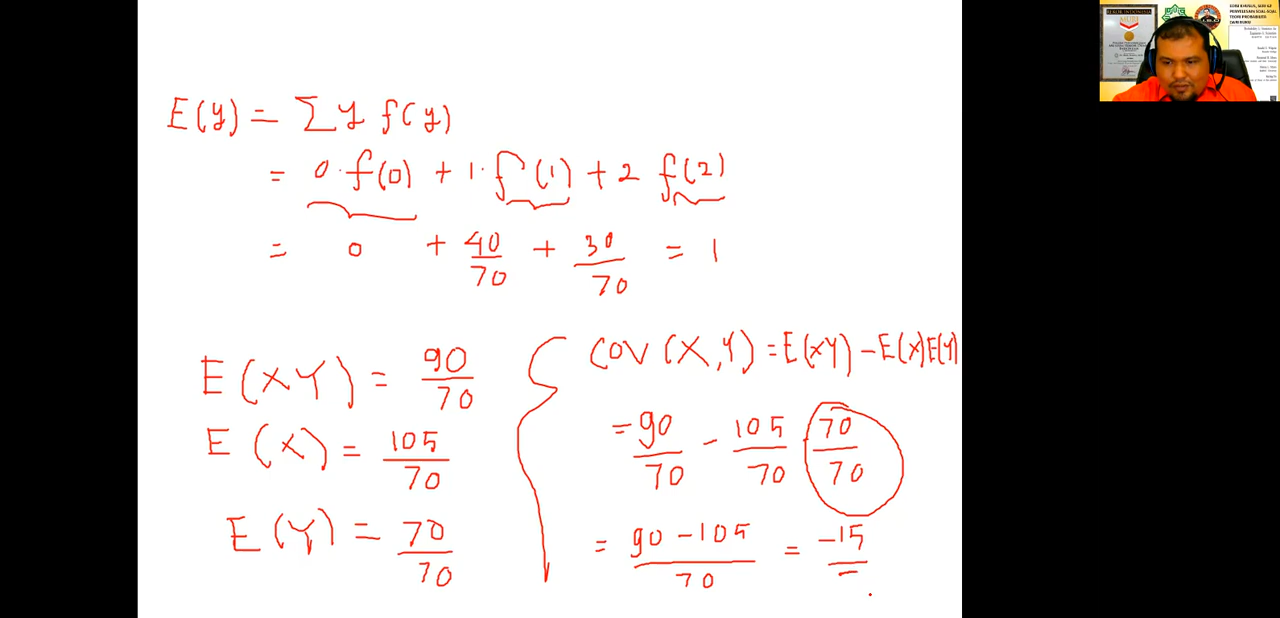 E(y) = Σ y f(y)
= 0·f(0) + 1·f(1) + 2 f(2)
= 0 + 40/70 + 30/70 = 1
E(XY) = 90/70
E(X) = 105/70
E(Y) = 70/70
COV(X,Y) = E(XY) - E(X)E(Y)
= 90/70 - 105/70 · 70/70
= 90-105/70 = -15/
MURI